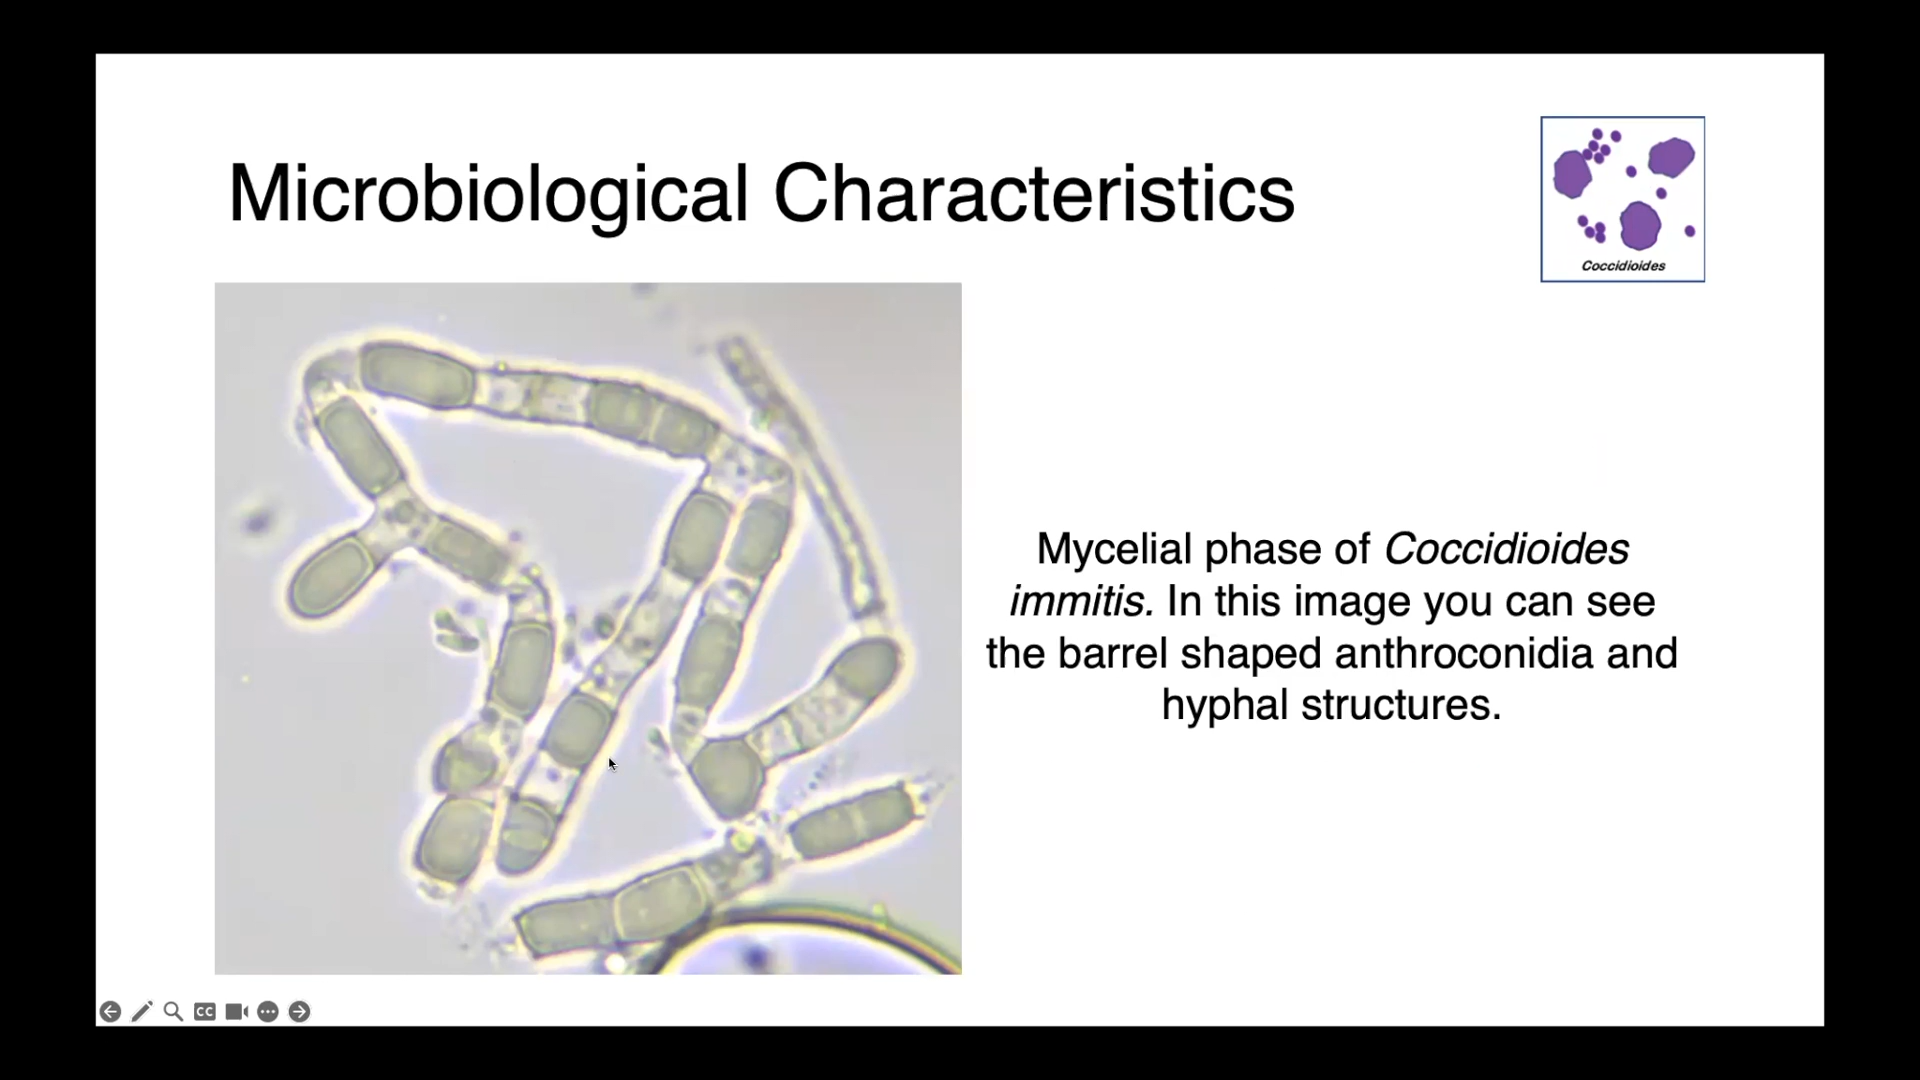 Microbiological Characteristics
Coccidioides
Mycelial phase of Coccidioides
immitis. In this image you can see
the barrel shaped anthroconidia and
hyphal structures.
CC